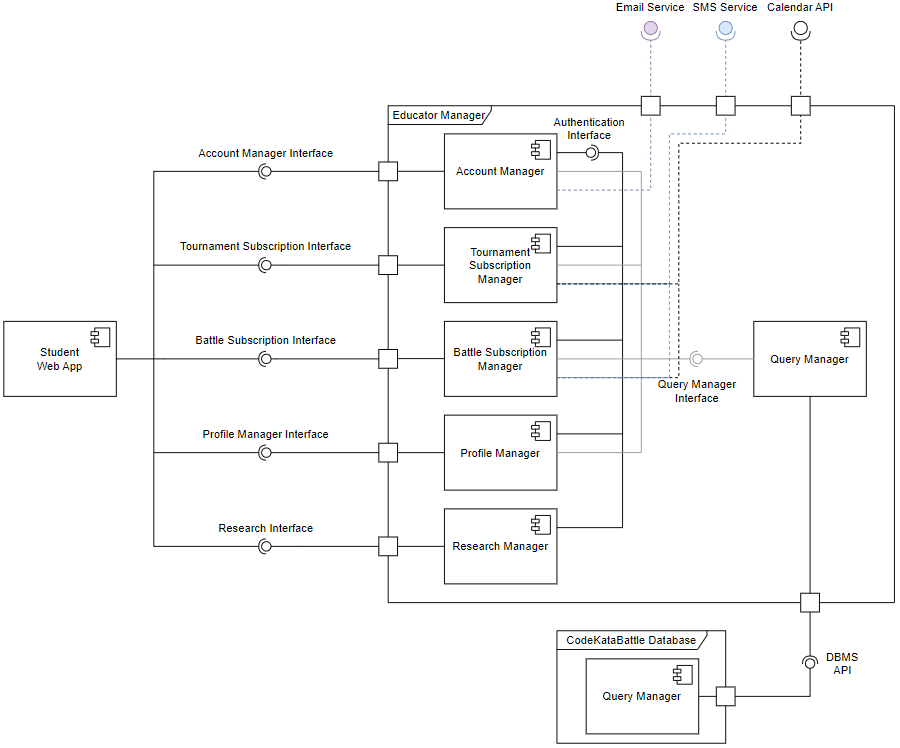 Email Service
SMS Service
Calendar API
Educator Manager
Authentication
Interface
Account Manager Interface
Account Manager
Tournament Subscription Interface
Tournament
Subscription
Manager
Student
Web App
Battle Subscription Interface
Battle Subscription
Manager
Query Manager
Query Manager
Interface
Profile Manager Interface
Profile Manager
Research Interface
Research Manager
CodeKataBattle Database
DBMS
API
Query Manager